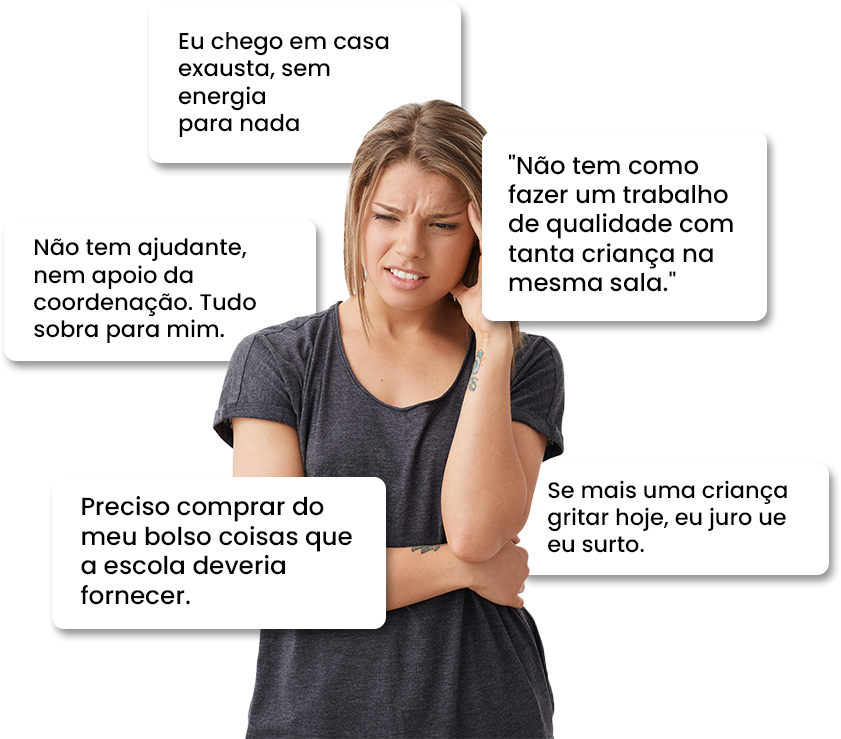 Eu chego em casa
exausta, sem
energia
para nada
"Não tem como
fazer um trabalho
de qualidade com
tanta criança na
mesma sala."
Não tem ajudante,
nem apoio da
coordenação. Tudo
sobra para mim.
Preciso comprar do
meu bolso coisas que
a escola deveria
fornecer.
Se mais uma criança
gritar hoje, eu juro ue
eu surto.